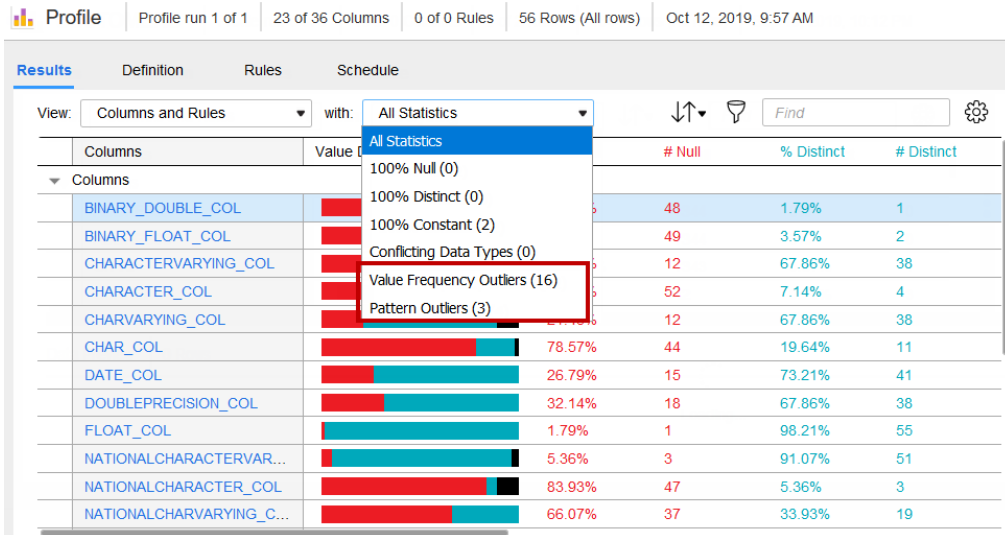 Profile Profile run 1 of 1 23 of 36 Columns 0 of 0 Rules 56 Rows (All rows) Oct 12, 2019, 9:57 AM
Results Definition Rules Schedule
View: Columns and Rules with: All Statistics Find
All Statistics
100% Null (0)
100% Distinct (0)
100% Constant (2)
Conflicting Data Types (0)
Value Frequency Outliers (16)
Pattern Outliers (3)
Columns Value # Null % Distinct # Distinct
Columns
BINARY_DOUBLE_COL 48 1.79% 1
BINARY_FLOAT_COL 49 3.57% 2
CHARACTERVARYING_COL 12 67.86% 38
CHARACTER_COL 52 7.14% 4
CHARVARYING_COL 12 67.86% 38
CHAR_COL 78.57% 44 19.64% 11
DATE_COL 26.79% 15 73.21% 41
DOUBLEPRECISION_COL 32.14% 18 67.86% 38
FLOAT_COL 1.79% 1 98.21% 55
NATIONALCHARACTERVAR... 5.36% 3 91.07% 51
NATIONALCHARACTER_COL 83.93% 47 5.36% 3
NATIONALCHARVARYING_C... 66.07% 37 33.93% 19